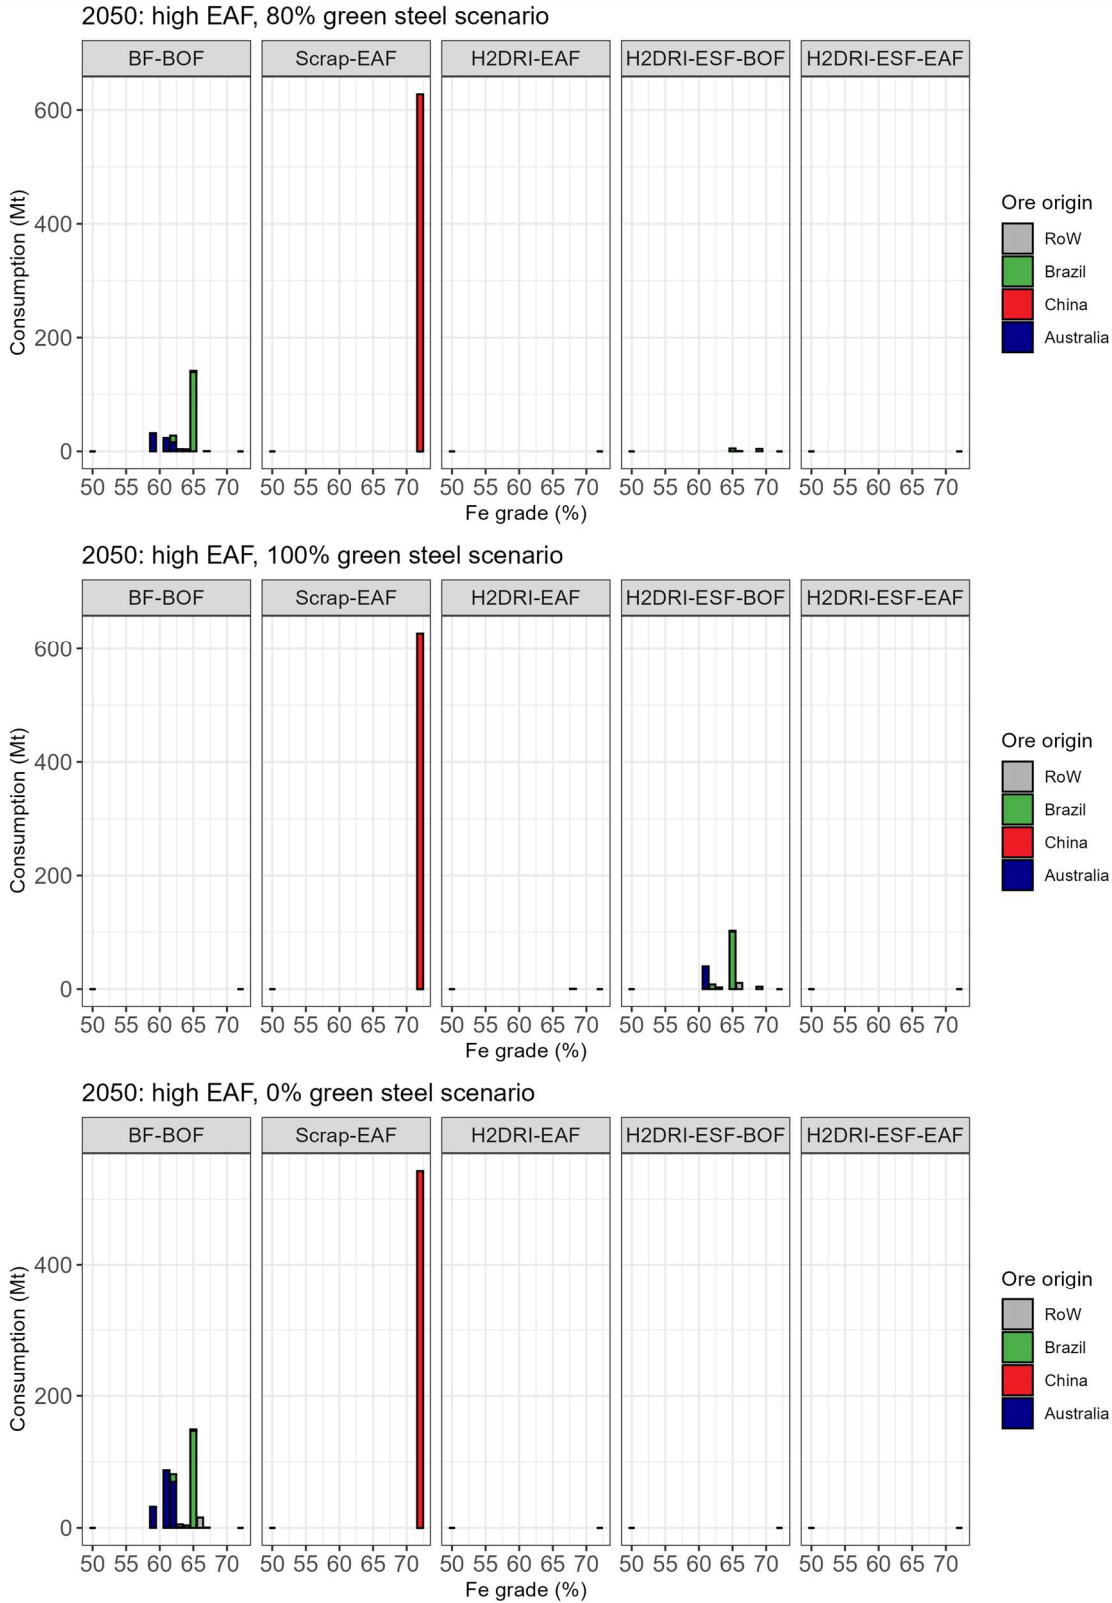 2050: high EAF, 80% green steel scenario
BF-BOF Scrap-EAF H2DRI-EAF H2DRI-ESF-BOF H2DRI-ESF-EAF
Consumption (Mt)
600
400
200
0
50 55 60 65 70 50 55 60 65 70 50 55 60 65 70 50 55 60 65 70 50 55 60 65 70
Fe grade (%)
Ore origin
RoW
Brazil
China
Australia
2050: high EAF, 100% green steel scenario
BF-BOF Scrap-EAF H2DRI-EAF H2DRI-ESF-BOF H2DRI-ESF-EAF
Consumption (Mt)
600
400
200
0
50 55 60 65 70 50 55 60 65 70 50 55 60 65 70 50 55 60 65 70 50 55 60 65 70
Fe grade (%)
Ore origin
RoW
Brazil
China
Australia
2050: high EAF, 0% green steel scenario
BF-BOF Scrap-EAF H2DRI-EAF H2DRI-ESF-BOF H2DRI-ESF-EAF
Consumption (Mt)
400
200
0
50 55 60 65 70 50 55 60 65 70 50 55 60 65 70 50 55 60 65 70 50 55 60 65 70
Fe grade (%)
Ore origin
RoW
Brazil
China
Australia